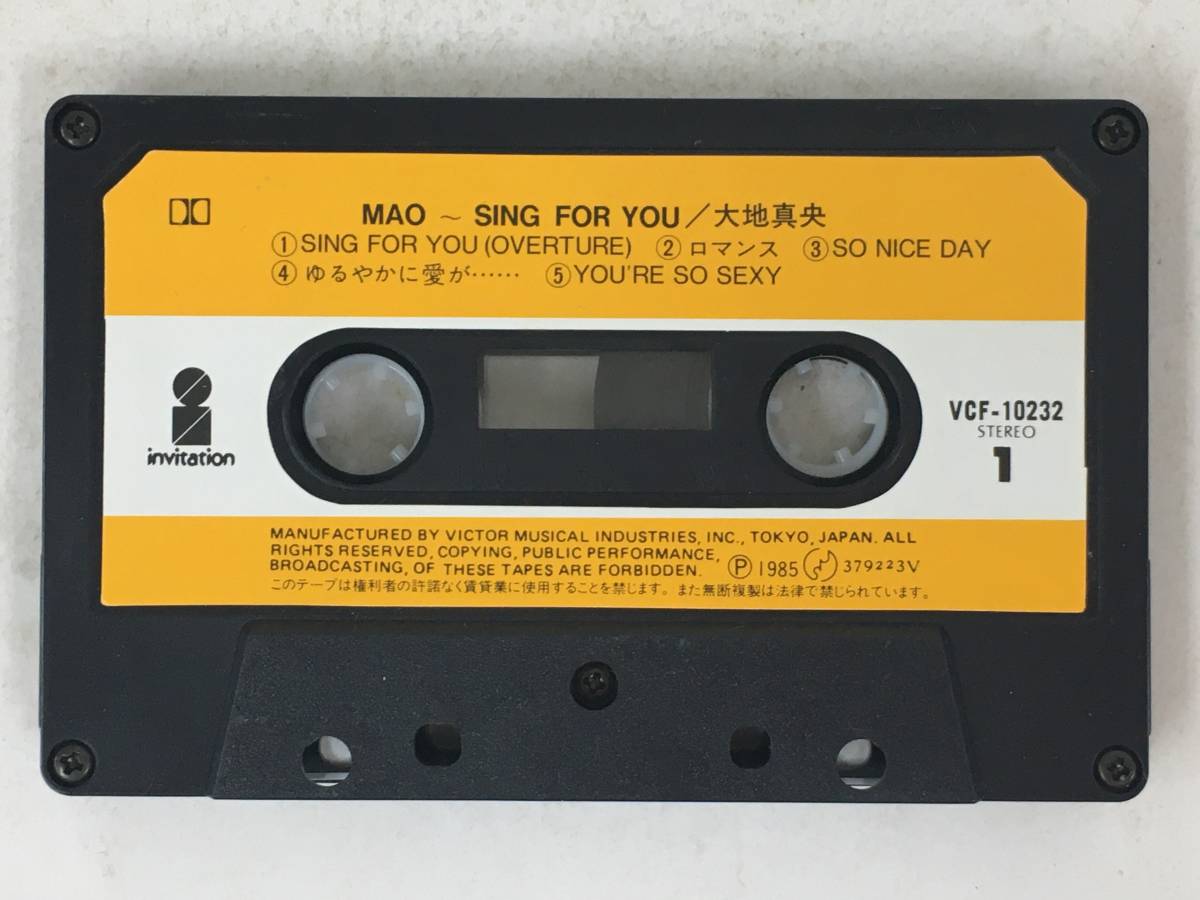 MAO ～ SING FOR YOU／大地真央
①SING FOR YOU (OVERTURE) ②ロマンス ③SO NICE DAY
④ゆるやかに愛が…… ⑤YOU'RE SO SEXY
invitation
VCF-10232
STEREO
1
MANUFACTURED BY VICTOR MUSICAL INDUSTRIES, INC., TOKYO, JAPAN. ALL
RIGHTS RESERVED, COPYING, PUBLIC PERFORMANCE,
BROADCASTING, OF THESE TAPES ARE FORBIDDEN. Ⓟ 1985 379223V
このテープは権利者の許諾なく賃貸業に使用することを禁じます。また無断複製は法律で禁じられています。